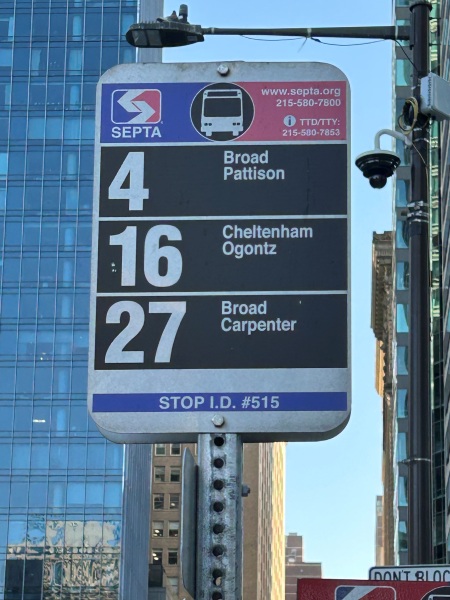 www.septa.org
215-580-7800
TTD/TTY:
215-580-7853
SEPTA
4 Broad
Pattison
16 Cheltenham
Ogontz
27 Broad
Carpenter
STOP I.D. #515
DON'T BLOC